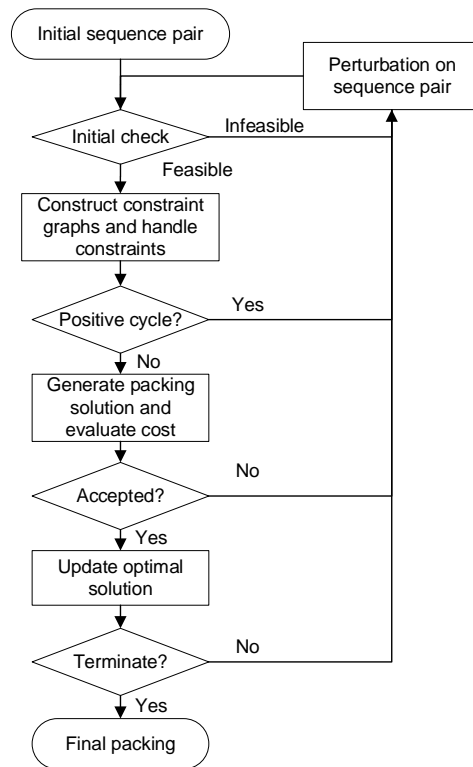 Initial sequence pair
Perturbation on
sequence pair
Initial check
Infeasible
Feasible
Construct constraint
graphs and handle
constraints
Positive cycle?
Yes
No
Generate packing
solution and
evaluate cost
Accepted?
No
Yes
Update optimal
solution
Terminate?
No
Yes
Final packing